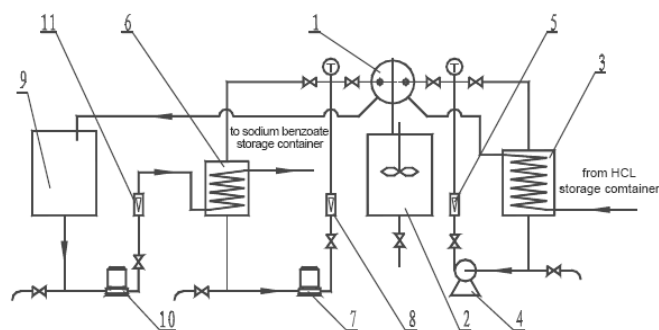 11
6
1
5
T
T
3
9
to sodium benzoate
storage container
from HCL
storage comtainer
10
7
8
2
4